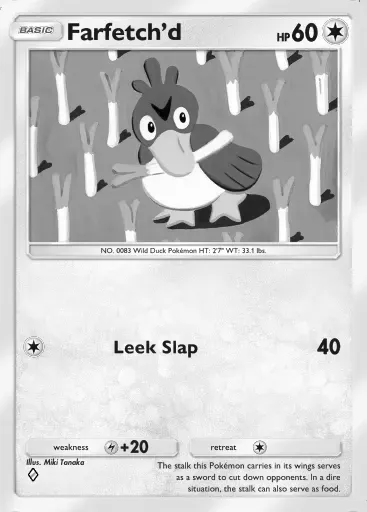 BASIC Farfetch'd HP 60
NO. 0083 Wild Duck Pokémon HT: 2'7" WT: 33.1 lbs.
Leek Slap 40
weakness +20 retreat
Illus. Miki Tanaka
The stalk this Pokémon carries in its wings serves
as a sword to cut down opponents. In a dire
situation, the stalk can also serve as food.